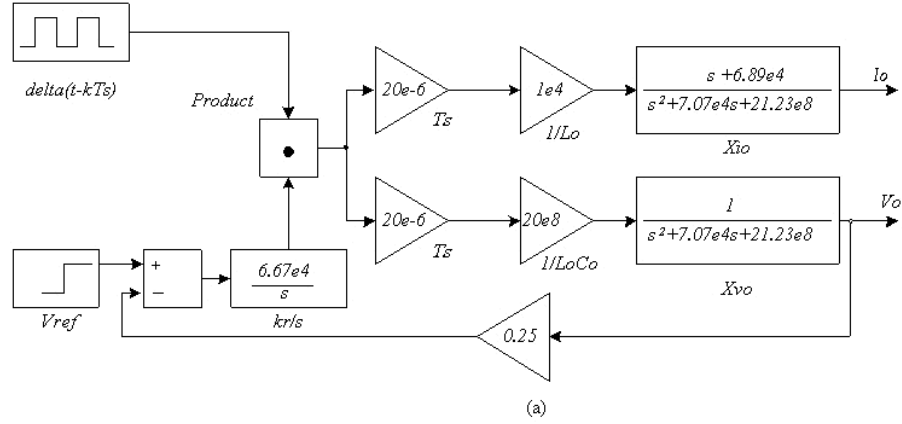 delta(t-kTs)
Product
20e-6
Ts
1e4
1/Lo
s +6.89e4
s²+7.07e4s+21.23e8
Xio
Io
20e-6
Ts
20e8
1/LoCo
1
s²+7.07e4s+21.23e8
Xvo
Vo
Vref
+
−
6.67e4
s
kr/s
0.25
(a)